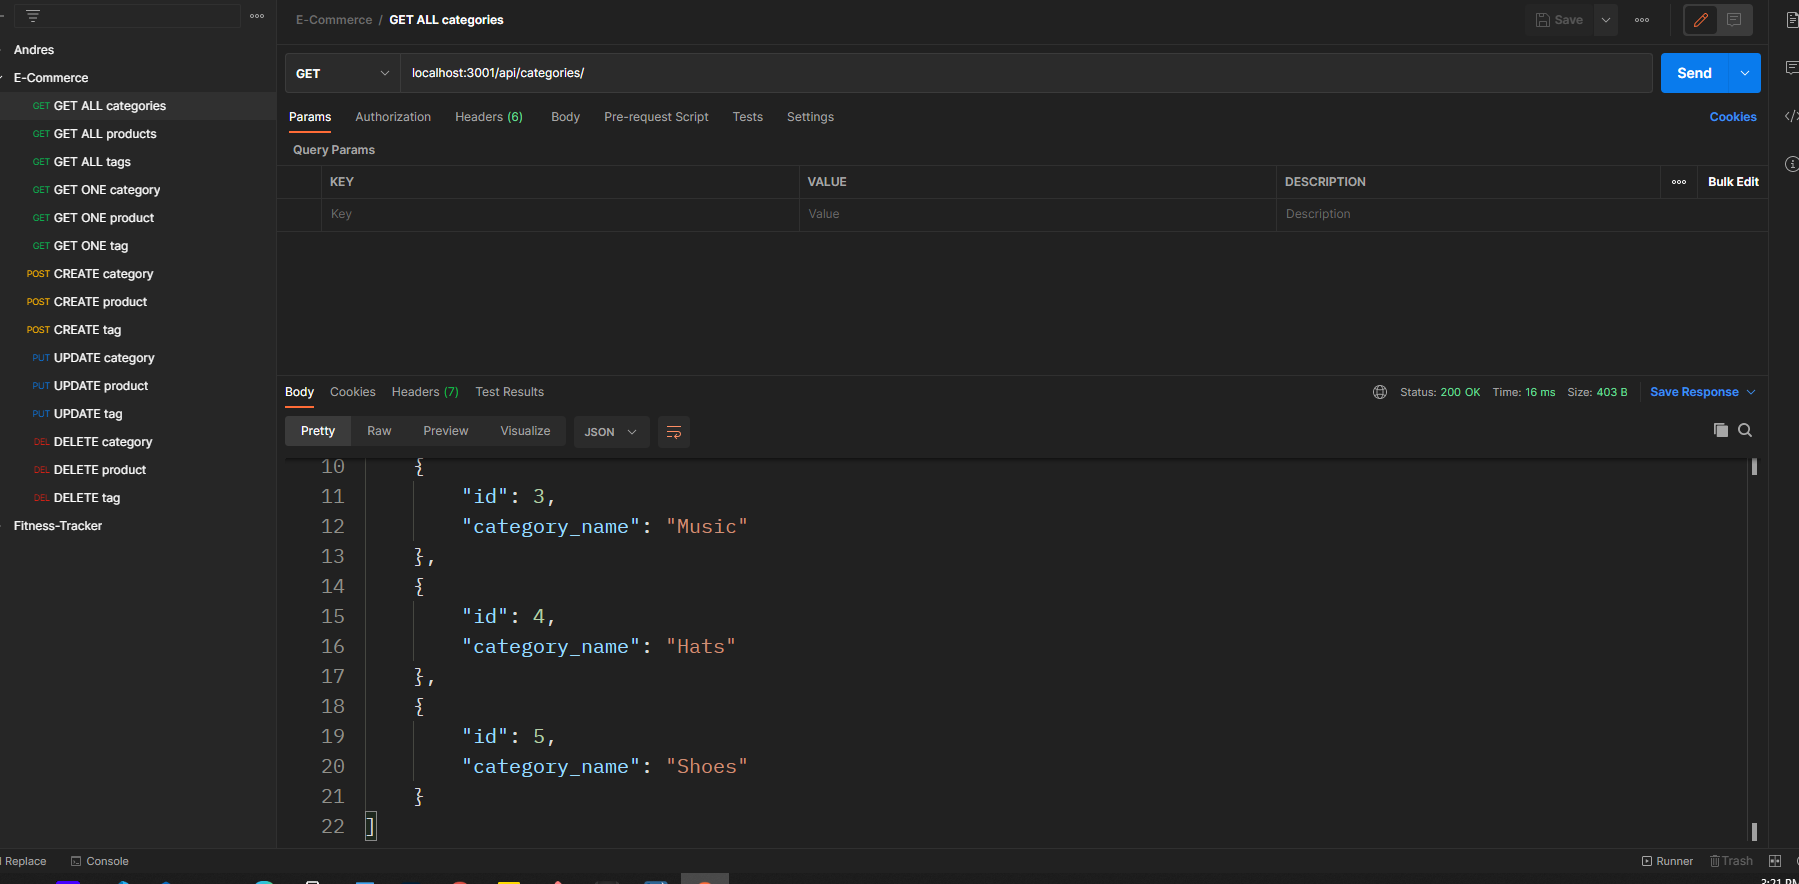 E-Commerce / GET ALL categories
Save
Andres
E-Commerce
GET GET ALL categories
GET GET ALL products
GET GET ALL tags
GET GET ONE category
GET GET ONE product
GET GET ONE tag
POST CREATE category
POST CREATE product
POST CREATE tag
PUT UPDATE category
PUT UPDATE product
PUT UPDATE tag
DEL DELETE category
DEL DELETE product
DEL DELETE tag
Fitness-Tracker
GET localhost:3001/api/categories/ Send
Params Authorization Headers (6) Body Pre-request Script Tests Settings Cookies
Query Params
KEY VALUE DESCRIPTION Bulk Edit
Key Value Description
Body Cookies Headers (7) Test Results Status: 200 OK Time: 16 ms Size: 403 B Save Response
Pretty Raw Preview Visualize JSON
10 {
11 "id": 3,
12 "category_name": "Music"
13 },
14 {
15 "id": 4,
16 "category_name": "Hats"
17 },
18 {
19 "id": 5,
20 "category_name": "Shoes"
21 }
22 ]
Replace Console Runner Trash